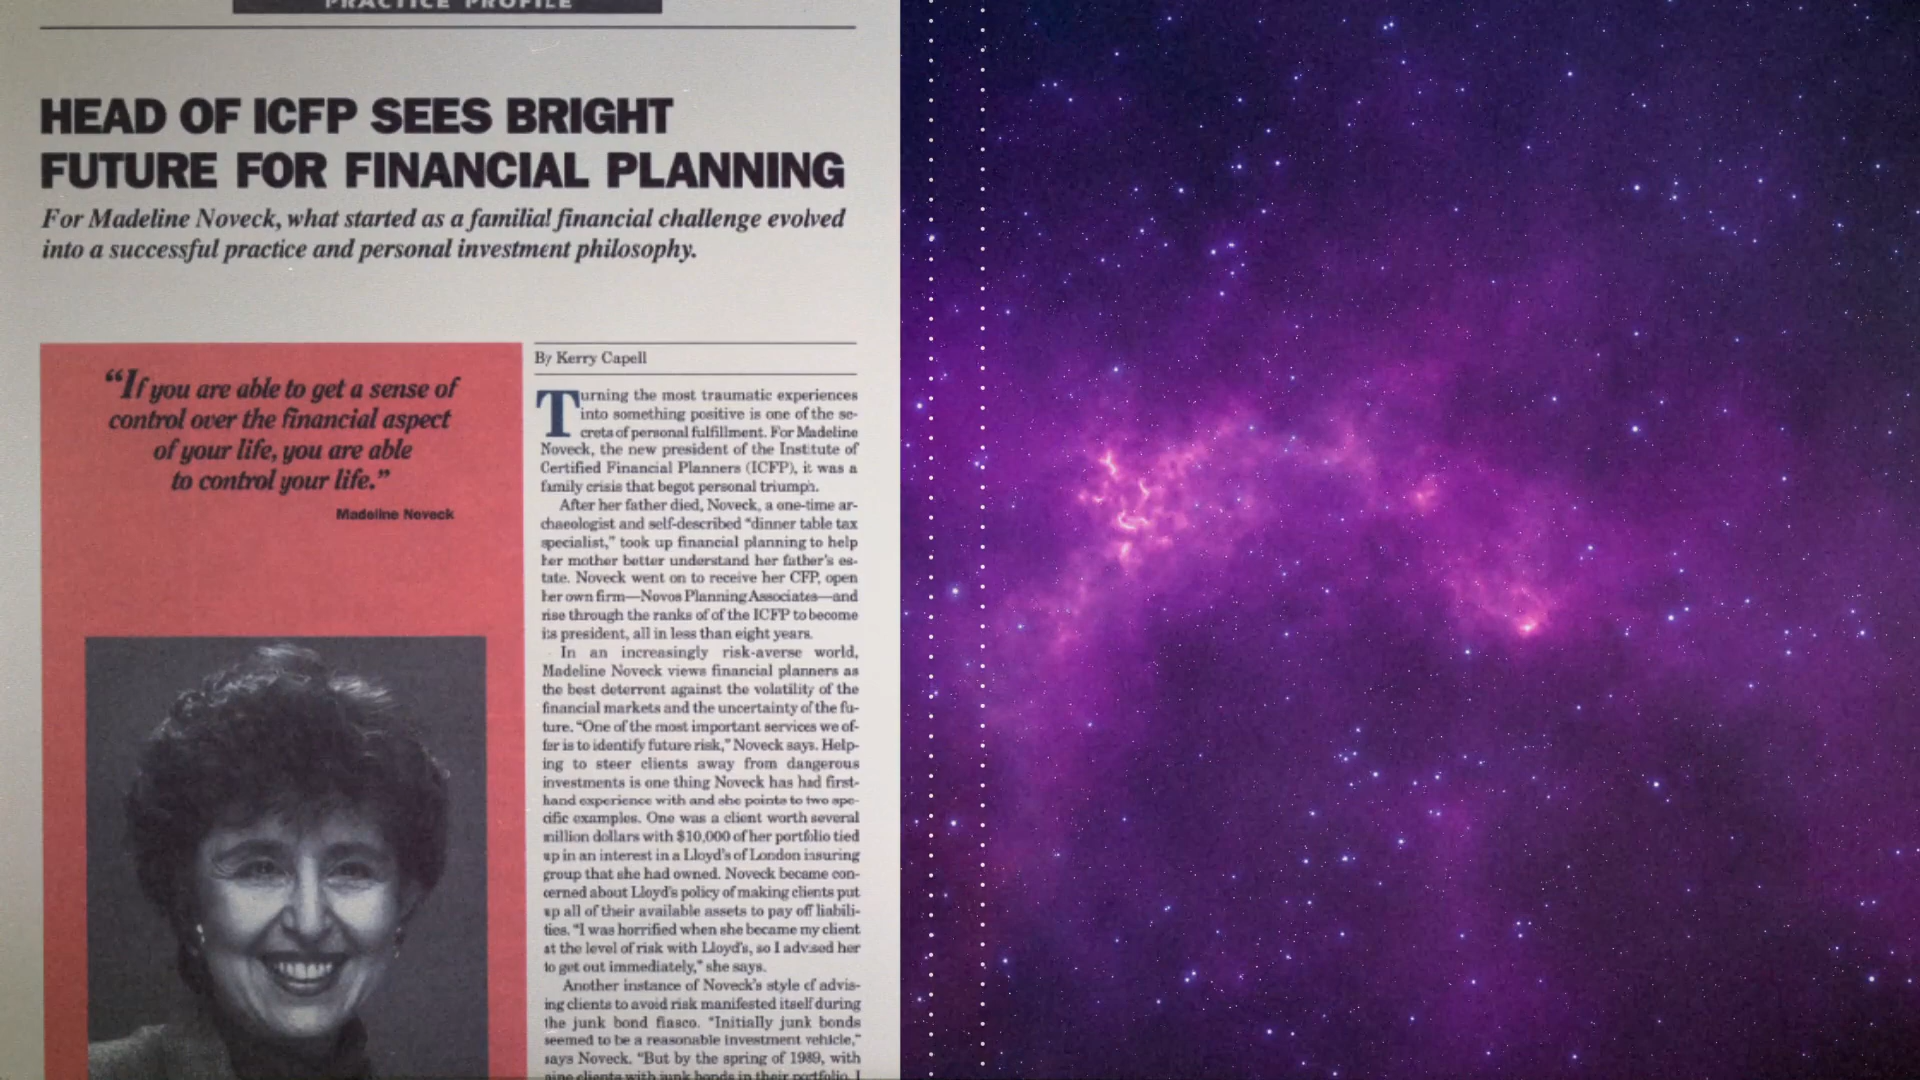 PRACTICE PROFILE
HEAD OF ICFP SEES BRIGHT
FUTURE FOR FINANCIAL PLANNING
For Madeline Noveck, what started as a familial financial challenge evolved
into a successful practice and personal investment philosophy.
“If you are able to get a sense of
control over the financial aspect
of your life, you are able
to control your life.”
Madeline Noveck
By Kerry Capell
Turning the most traumatic experiences
into something positive is one of the se-
crets of personal fulfillment. For Madeline
Noveck, the new president of the Institute of
Certified Financial Planners (ICFP), it was a
family crisis that begot personal triumph.
After her father died, Noveck, a one-time ar-
chaeologist and self-described “dinner table tax
specialist,” took up financial planning to help
her mother better understand her father’s es-
tate. Noveck went on to receive her CFP, open
her own firm—Novos Planning Associates—and
rise through the ranks of of the ICFP to become
its president, all in less than eight years.
In an increasingly risk-averse world,
Madeline Noveck views financial planners as
the best deterrent against the volatility of the
financial markets and the uncertainty of the fu-
ture. “One of the most important services we of-
fer is to identify future risk,” Noveck says. Help-
ing to steer clients away from dangerous
investments is one thing Noveck has had first-
hand experience with and she points to two spe-
cific examples. One was a client worth several
million dollars with $10,000 of her portfolio tied
up in an interest in a Lloyd’s of London insuring
group that she had owned. Noveck became con-
cerned about Lloyd’s policy of making clients put
up all of their available assets to pay off liabili-
ties. “I was horrified when she became my client
at the level of risk with Lloyd’s, so I advised her
to get out immediately,” she says.
Another instance of Noveck’s style of advis-
ing clients to avoid risk manifested itself during
the junk bond fiasco. “Initially junk bonds
seemed to be a reasonable investment vehicle,”
says Noveck. “But by the spring of 1989, with
nine clients with junk bonds in their portfolio, I